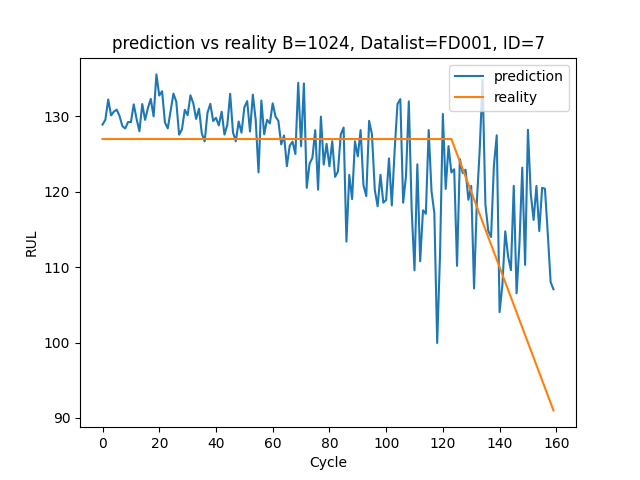 prediction vs reality B=1024, Datalist=FD001, ID=7
prediction
reality
RUL
130
120
110
100
90
0 20 40 60 80 100 120 140 160
Cycle